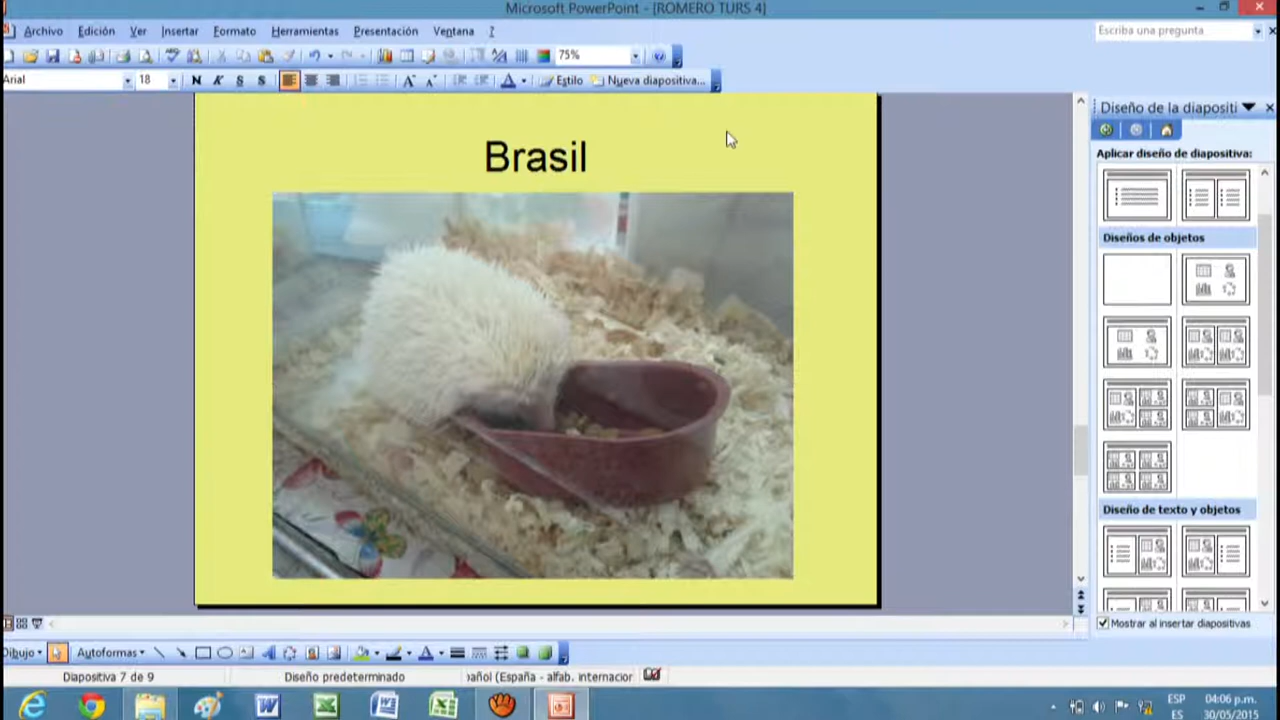 Microsoft PowerPoint - [ROMERO TURS 4]
Archivo Edición Ver Insertar Formato Herramientas Presentación Ventana ?
Escriba una pregunta
75%
Arial 18 N K S S Estilo Nueva diapositiva...
Diseño de la diapositi
Aplicar diseño de diapositiva:
Brasil
Diseños de objetos
Diseño de texto y objetos
Mostrar al insertar diapositivas
Dibujo Autoformas
Diapositiva 7 de 9 Diseño predeterminado añol (España - alfab. internacior
ESP 04:06 p.m.
ES 30/05/2015